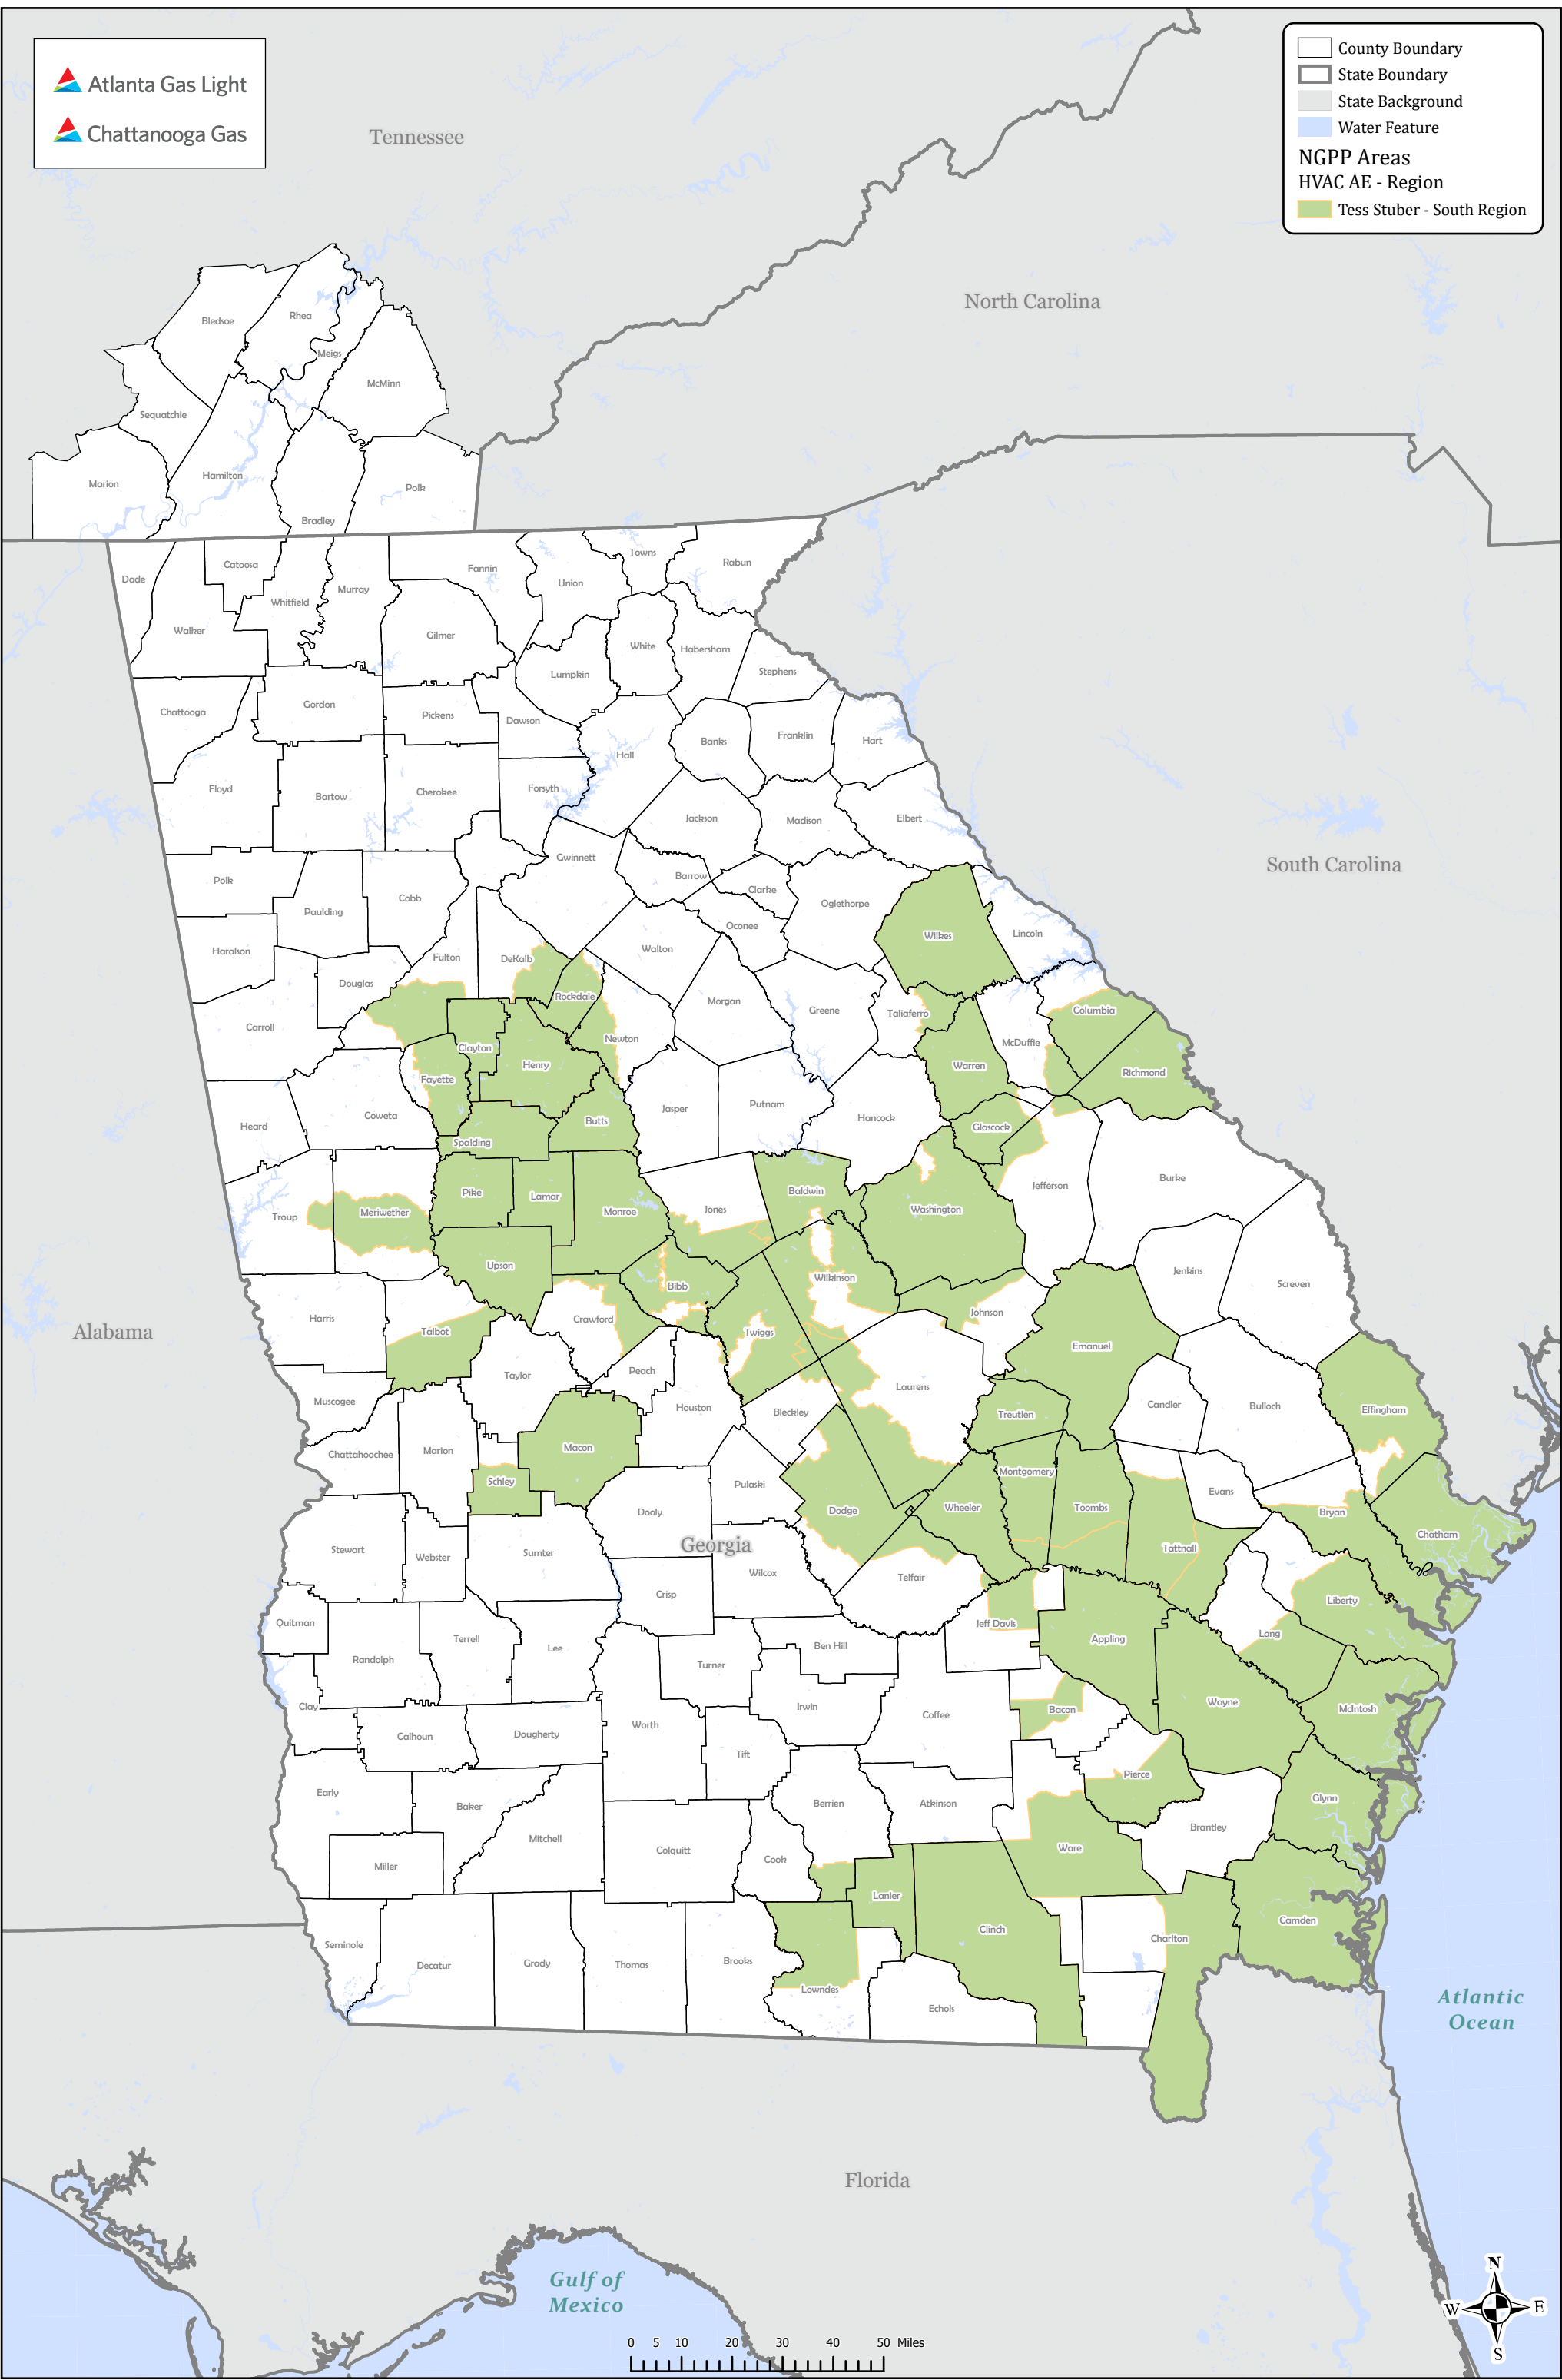 Atlanta Gas Light
Chattanooga Gas
County Boundary
State Boundary
State Background
Water Feature
NGPP Areas
HVAC AE - Region
Tess Stuber - South Region
Tennessee
North Carolina
South Carolina
Alabama
Georgia
Florida
Atlantic
Ocean
Gulf of
Mexico
Bledsoe
Rhea
Meigs
McMinn
Sequatchie
Marion
Hamilton
Bradley
Polk
Dade
Catoosa
Whitfield
Murray
Fannin
Union
Towns
Rabun
Walker
Gilmer
White
Habersham
Lumpkin
Stephens
Chattooga
Gordon
Pickens
Dawson
Hall
Banks
Franklin
Hart
Floyd
Bartow
Cherokee
Forsyth
Jackson
Madison
Elbert
Gwinnett
Barrow
Clarke
Polk
Paulding
Cobb
Oglethorpe
Oconee
Wilkes
Lincoln
Haralson
Fulton
DeKalb
Walton
Douglas
Rockdale
Morgan
Greene
Taliaferro
Columbia
Carroll
Clayton
Newton
McDuffie
Henry
Warren
Richmond
Fayette
Coweta
Heard
Butts
Jasper
Putnam
Hancock
Glascock
Spalding
Burke
Jefferson
Troup
Meriwether
Pike
Lamar
Monroe
Jones
Baldwin
Washington
Upson
Bibb
Wilkinson
Jenkins
Screven
Harris
Talbot
Crawford
Twiggs
Johnson
Emanuel
Taylor
Peach
Laurens
Muscogee
Houston
Bleckley
Treutlen
Candler
Bulloch
Effingham
Chattahoochee
Marion
Macon
Schley
Pulaski
Montgomery
Evans
Dooly
Dodge
Wheeler
Toombs
Bryan
Chatham
Stewart
Webster
Sumter
Wilcox
Telfair
Tattnall
Crisp
Liberty
Quitman
Terrell
Lee
Ben Hill
Jeff Davis
Appling
Long
Randolph
Turner
Clay
Irwin
Coffee
Bacon
Wayne
McIntosh
Calhoun
Dougherty
Worth
Tift
Early
Baker
Berrien
Atkinson
Pierce
Glynn
Brantley
Mitchell
Miller
Colquitt
Cook
Ware
Lanier
Clinch
Camden
Charlton
Seminole
Decatur
Grady
Thomas
Brooks
Lowndes
Echols
N
W E
S
0 5 10 20 30 40 50 Miles